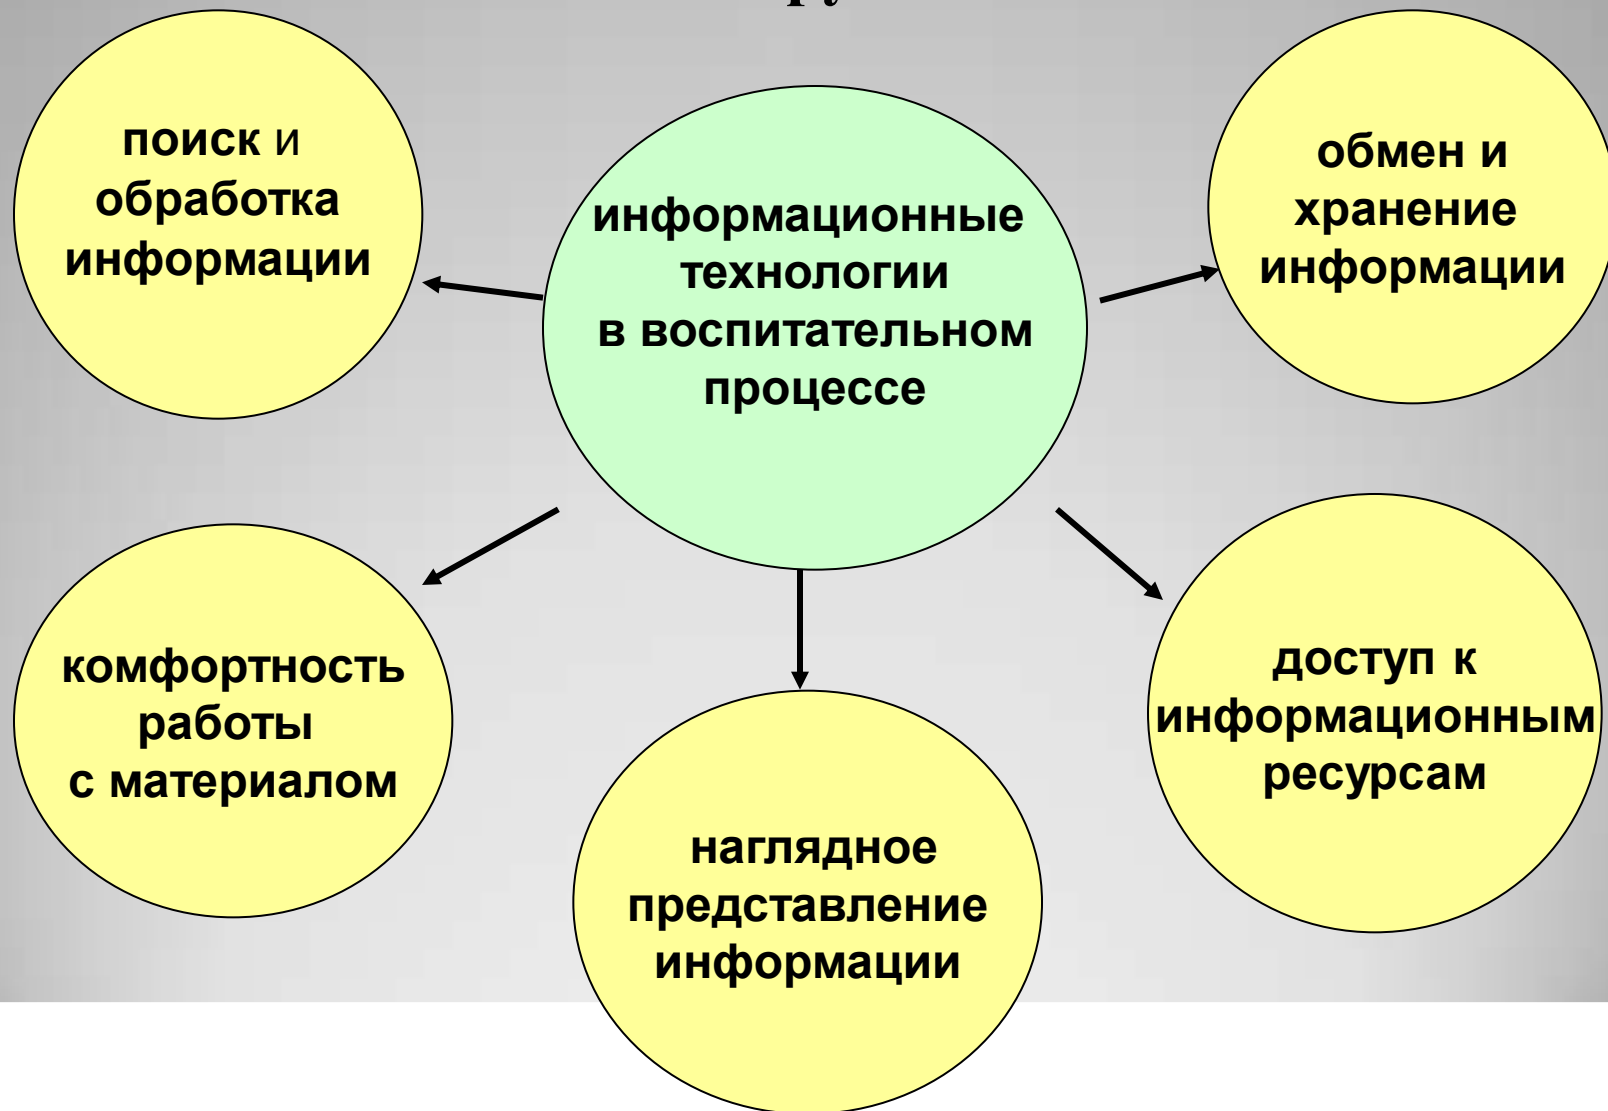 поиск и
обработка
информации
информационные
технологии
в воспитательном
процессе
обмен и
хранение
информации
комфортность
работы
с материалом
наглядное
представление
информации
доступ к
информационным
ресурсам